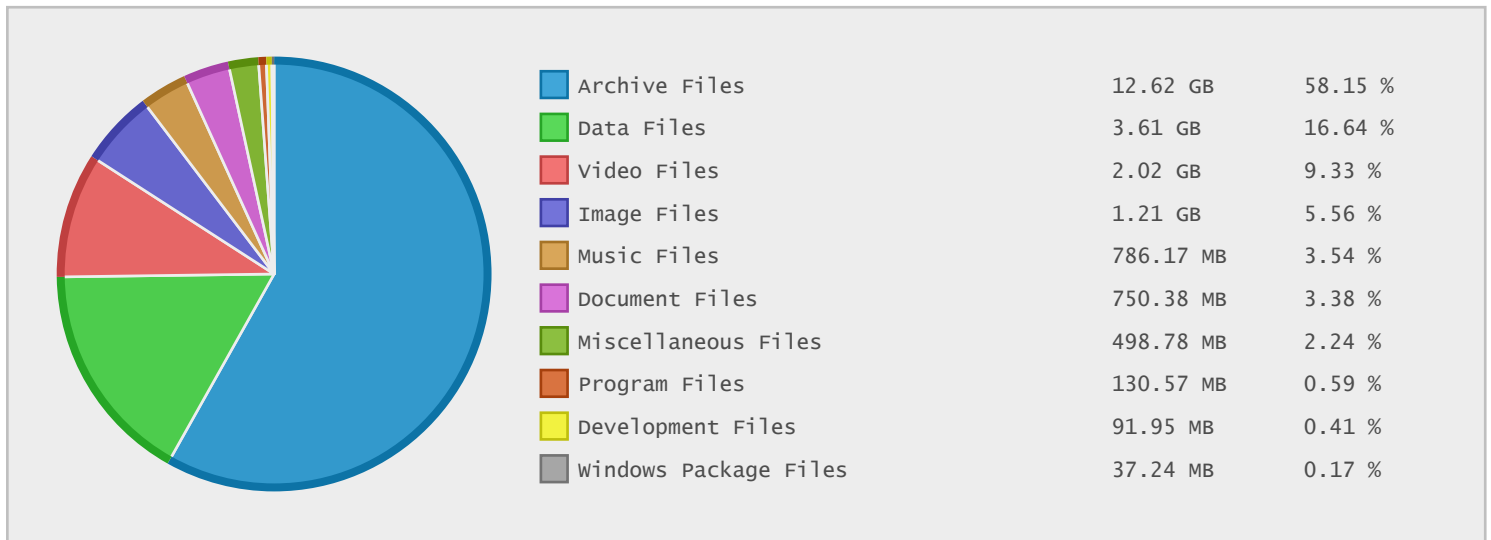 Archive Files 12.62 GB 58.15 %
Data Files 3.61 GB 16.64 %
Video Files 2.02 GB 9.33 %
Image Files 1.21 GB 5.56 %
Music Files 786.17 MB 3.54 %
Document Files 750.38 MB 3.38 %
Miscellaneous Files 498.78 MB 2.24 %
Program Files 130.57 MB 0.59 %
Development Files 91.95 MB 0.41 %
Windows Package Files 37.24 MB 0.17 %